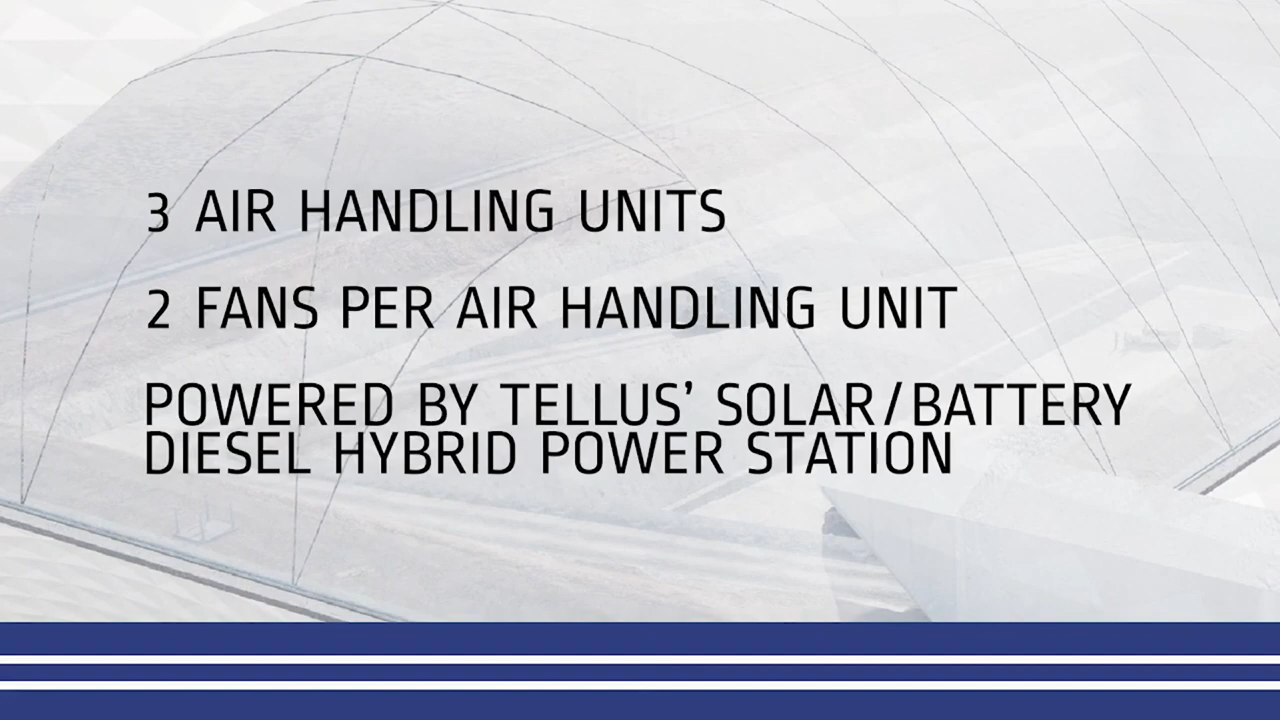 3 AIR HANDLING UNITS
2 FANS PER AIR HANDLING UNIT
POWERED BY TELLUS’ SOLAR/BATTERY
DIESEL HYBRID POWER STATION